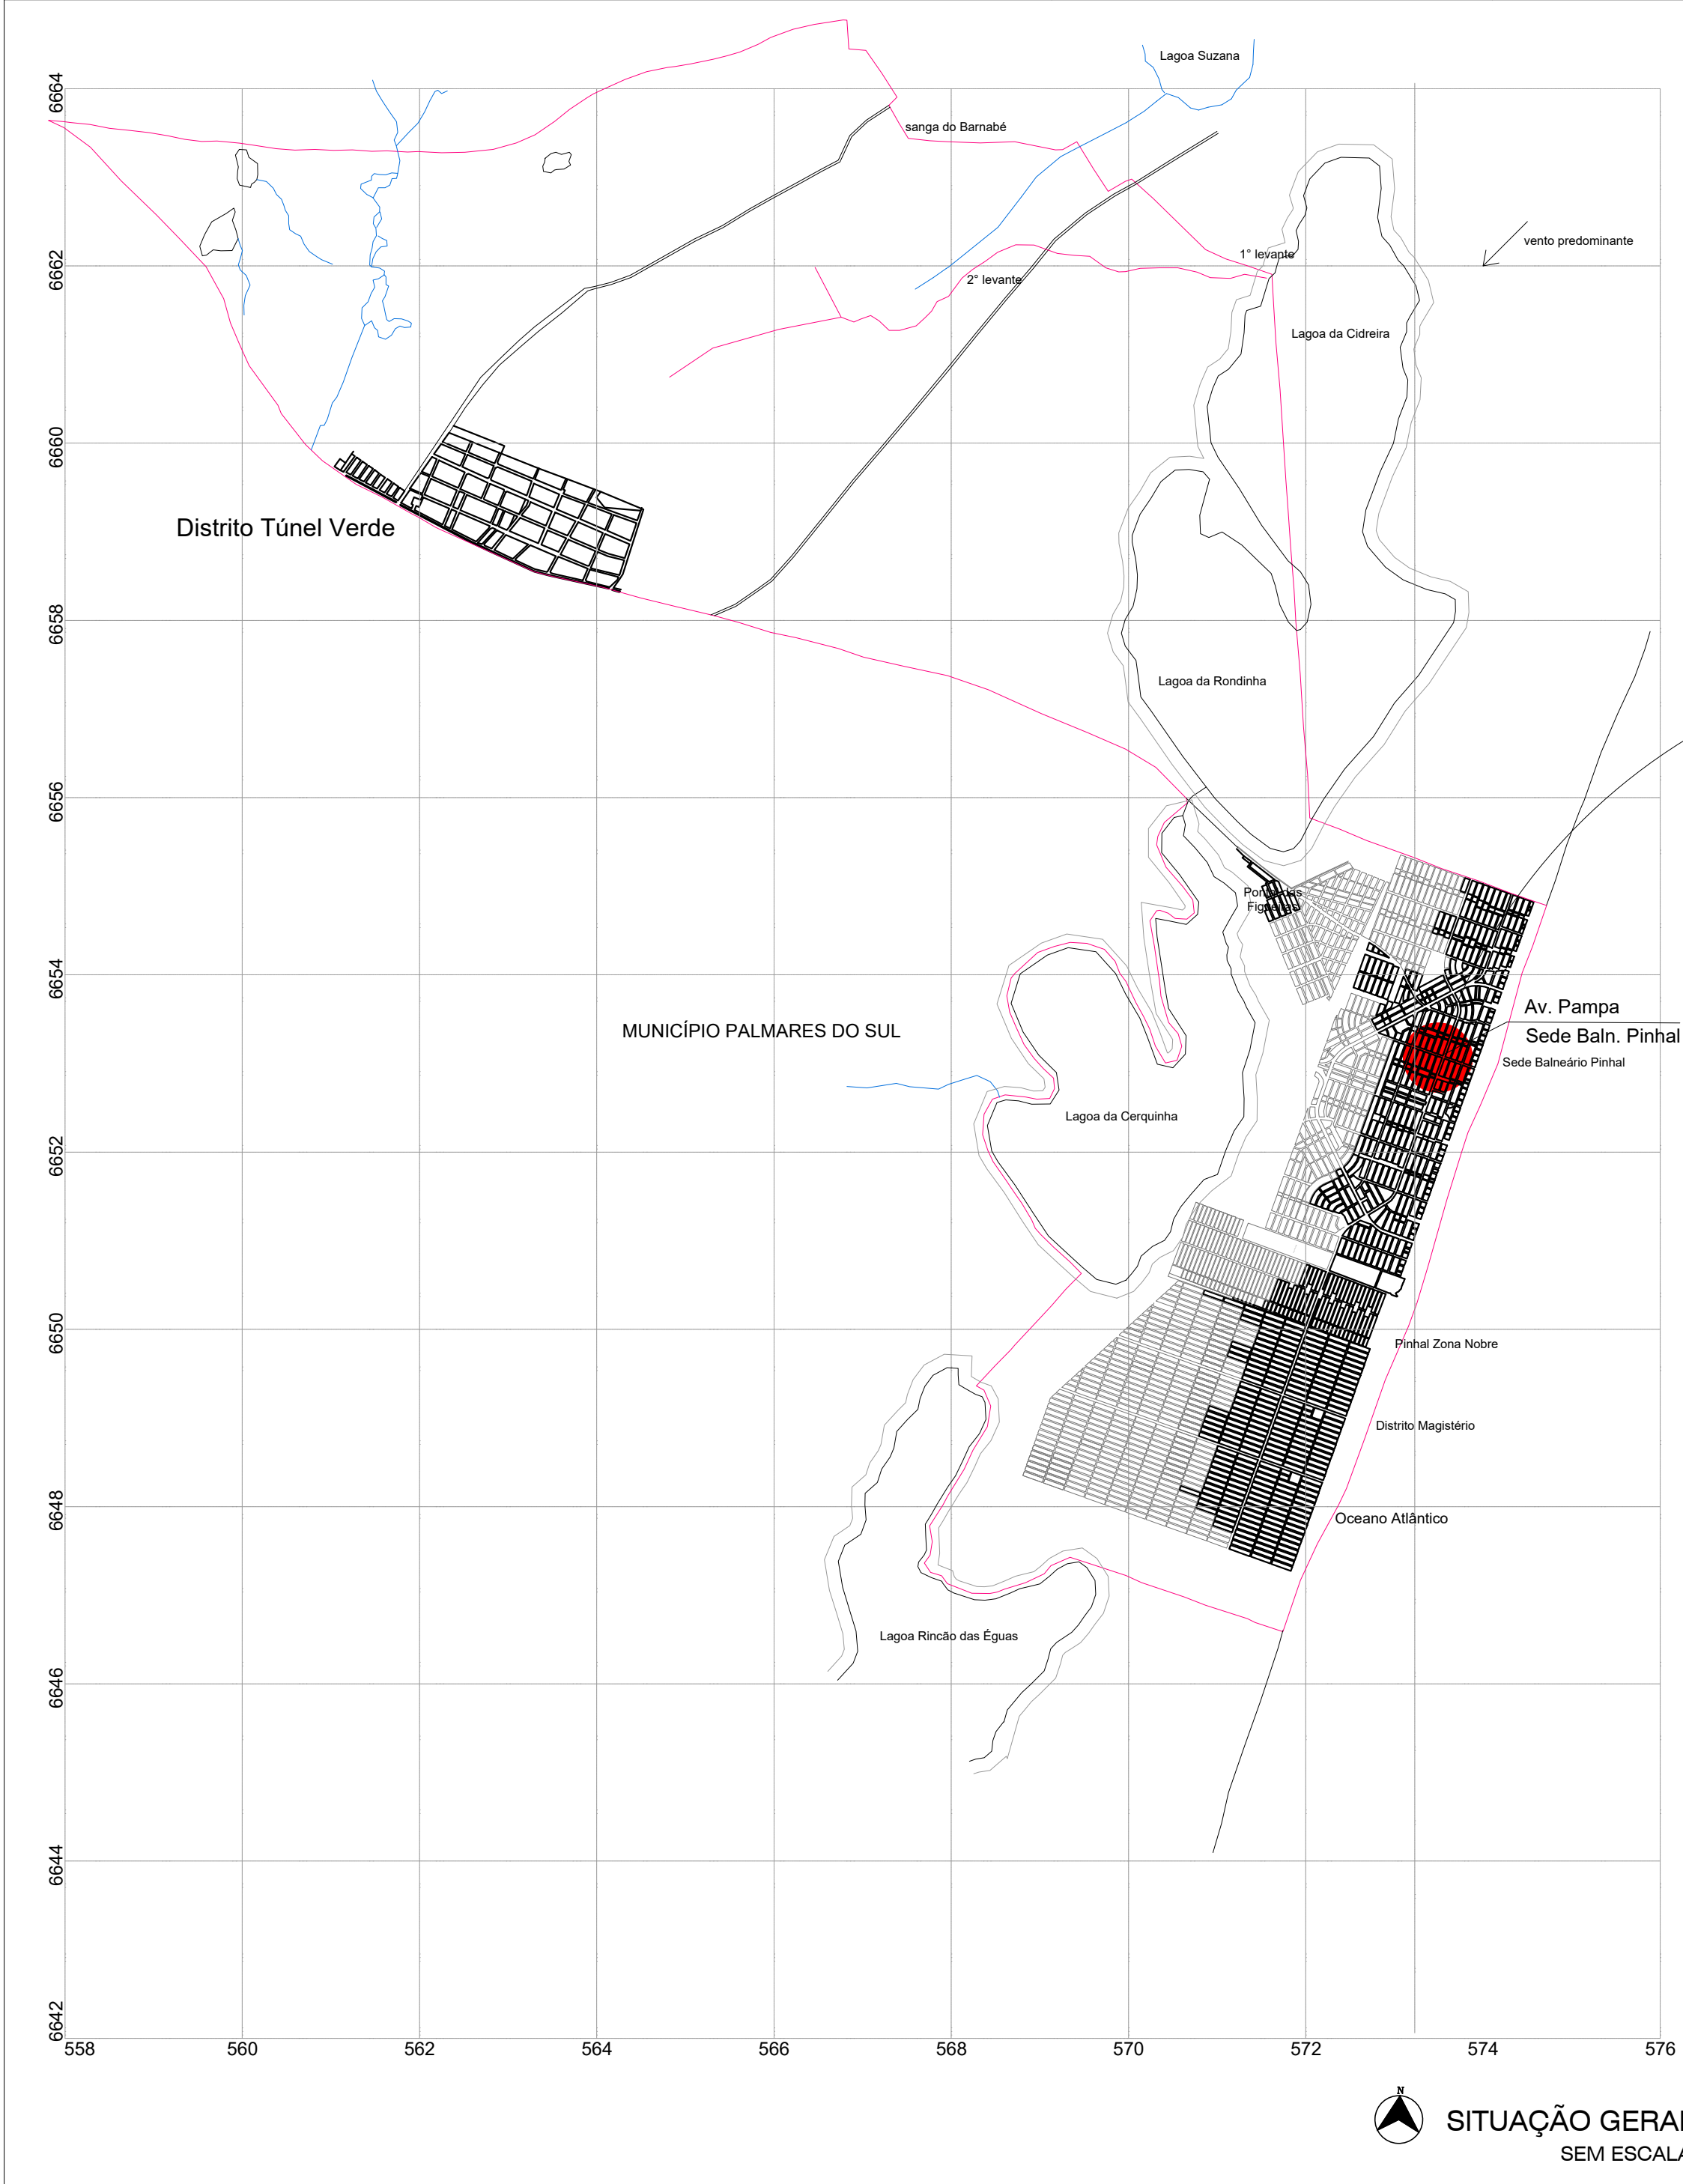 Lagoa Suzana
6664
sanga do Barnabé
vento predominante
1° levante
6662
2° levante
Lagoa da Cidreira
6660
Distrito Túnel Verde
6658
Lagoa da Rondinha
6656
Pontal das
Figueiras
6654
Av. Pampa
MUNICÍPIO PALMARES DO SUL
Sede Baln. Pinhal
Sede Balneário Pinhal
Lagoa da Cerquinha
6652
6650
Pinhal Zona Nobre
Distrito Magistério
6648
Oceano Atlântico
Lagoa Rincão das Éguas
6646
6644
6642
558 560 562 564 566 568 570 572 574 576
N
SITUAÇÃO GERAL
SEM ESCALA